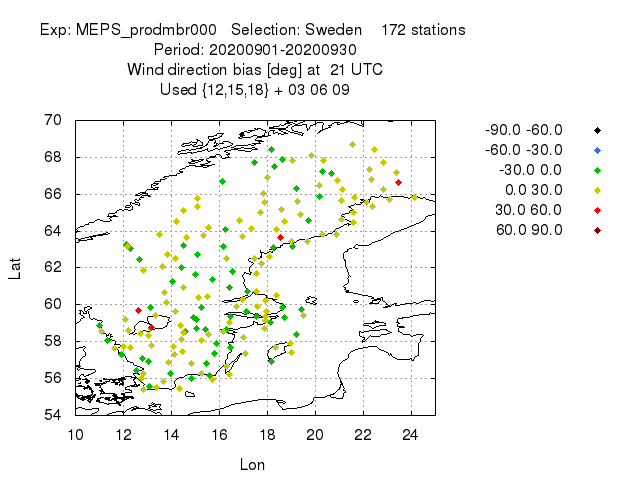 Exp: MEPS_prodmbr000 Selection: Sweden 172 stations
Period: 20200901-20200930
Wind direction bias [deg] at 21 UTC
Used {12,15,18} + 03 06 09
-90.0 -60.0
-60.0 -30.0
-30.0 0.0
0.0 30.0
30.0 60.0
60.0 90.0
Lat
70
68
66
64
62
60
58
56
54
10 12 14 16 18 20 22 24
Lon